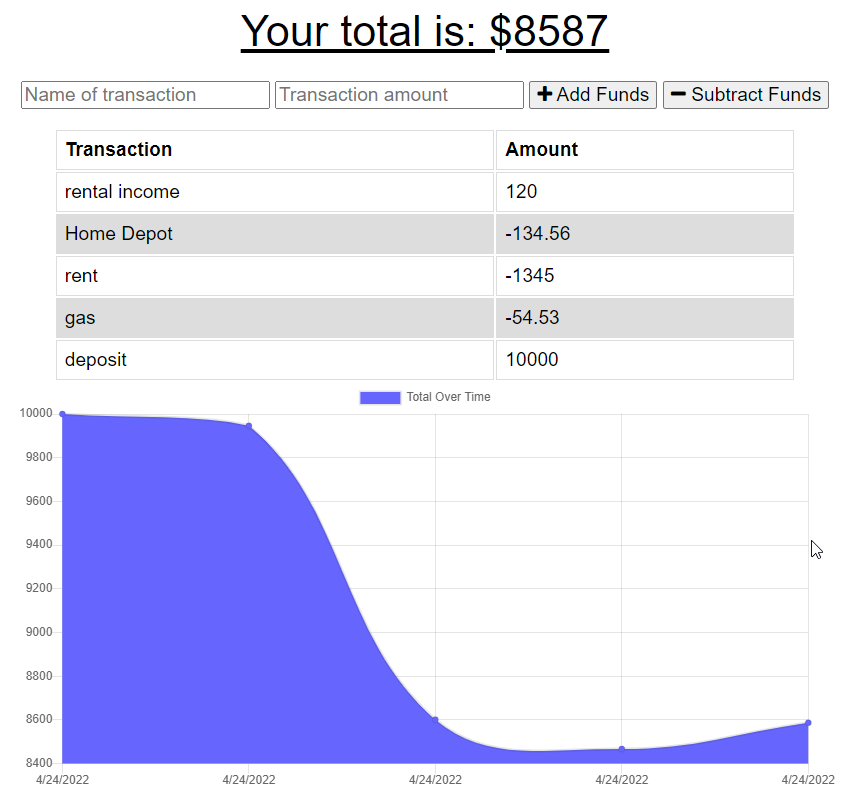 Your total is: $8587
Name of transaction Transaction amount Add Funds Subtract Funds
Transaction Amount
rental income 120
Home Depot -134.56
rent -1345
gas -54.53
deposit 10000
Total Over Time
10000
9800
9600
9400
9200
9000
8800
8600
8400
4/24/2022 4/24/2022 4/24/2022 4/24/2022 4/24/2022